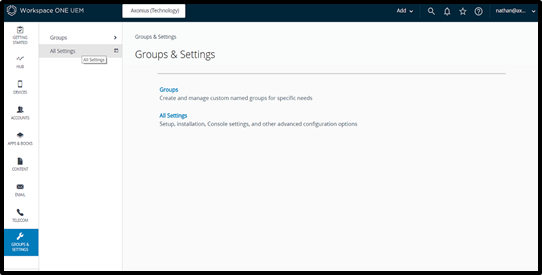 Workspace ONE UEM
Axonius (Technology)
Add
nathan@ax...
GETTING
STARTED
HUB
DEVICES
ACCOUNTS
APPS & BOOKS
CONTENT
EMAIL
TELECOM
GROUPS &
SETTINGS
Groups
All Settings
All Settings
Groups & Settings
Groups & Settings
Groups
Create and manage custom named groups for specific needs
All Settings
Setup, installation, Console settings, and other advanced configuration options